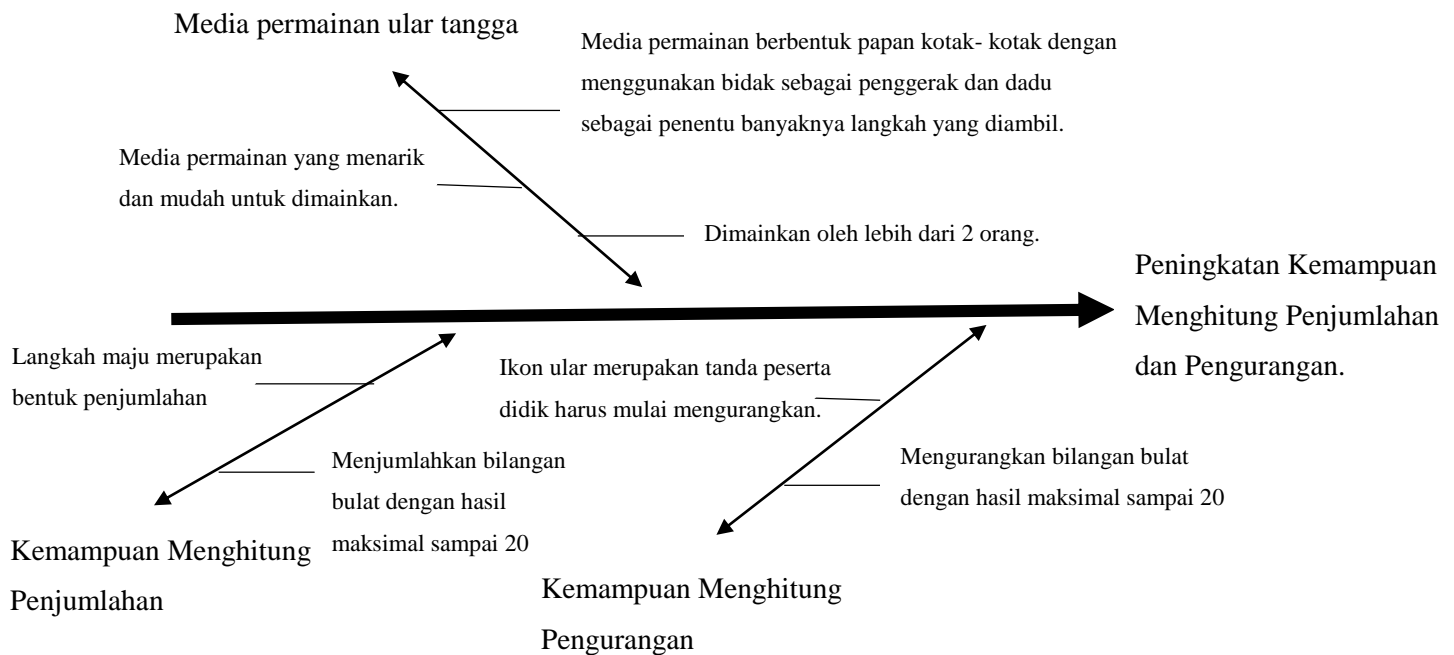 Media permainan ular tangga
Media permainan berbentuk papan kotak- kotak dengan
menggunakan bidak sebagai penggerak dan dadu
sebagai penentu banyaknya langkah yang diambil.
Media permainan yang menarik
dan mudah untuk dimainkan.
Dimainkan oleh lebih dari 2 orang.
Peningkatan Kemampuan
Menghitung Penjumlahan
dan Pengurangan.
Langkah maju merupakan
bentuk penjumlahan
Ikon ular merupakan tanda peserta
didik harus mulai mengurangkan.
Menjumlahkan bilangan
bulat dengan hasil
maksimal sampai 20
Mengurangkan bilangan bulat
dengan hasil maksimal sampai 20
Kemampuan Menghitung
Penjumlahan
Kemampuan Menghitung
Pengurangan